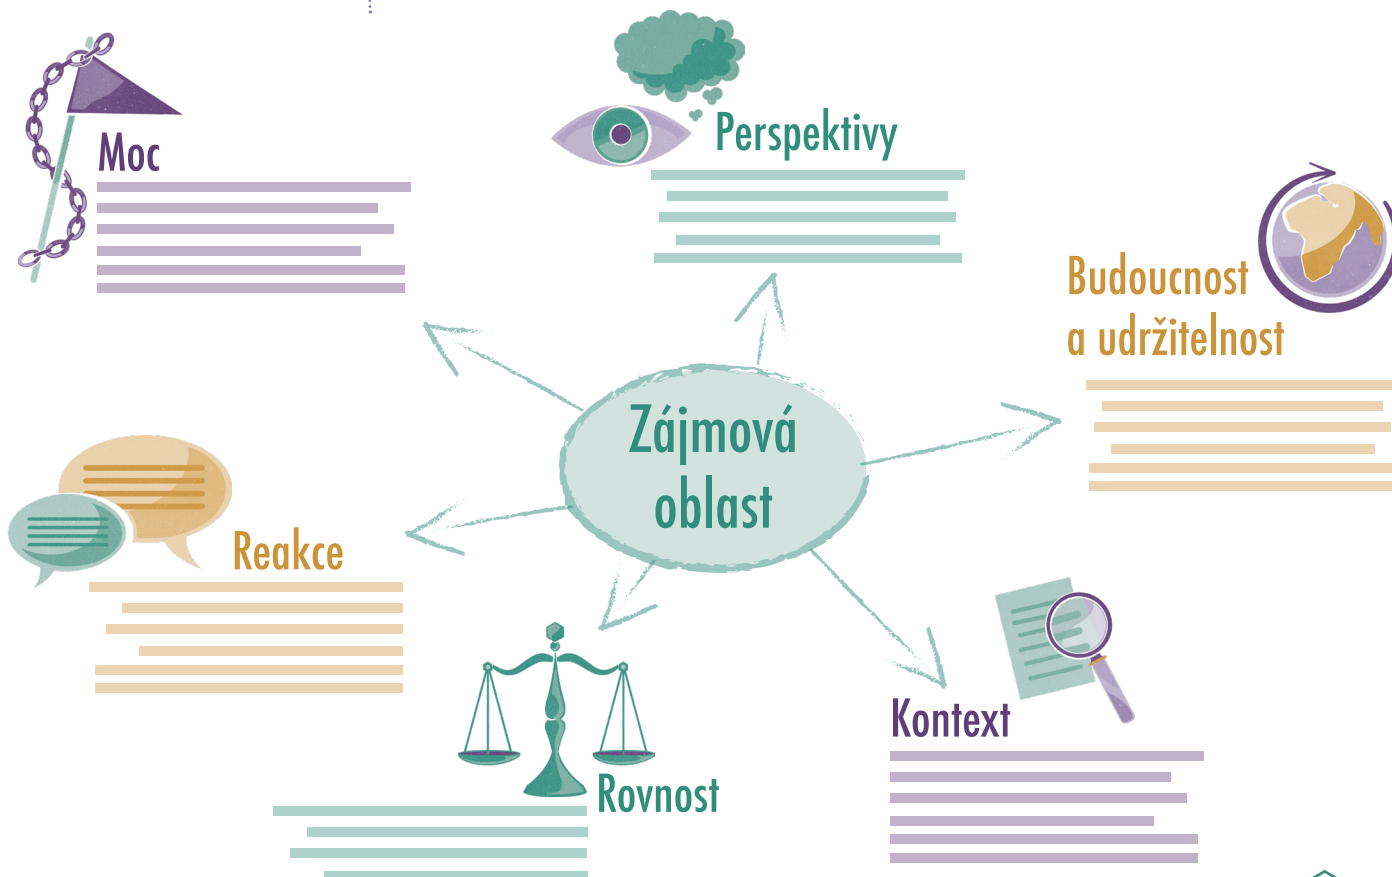 Moc
Perspektivy
Budoucnost
a udržitelnost
Zájmová
oblast
Reakce
Kontext
Rovnost